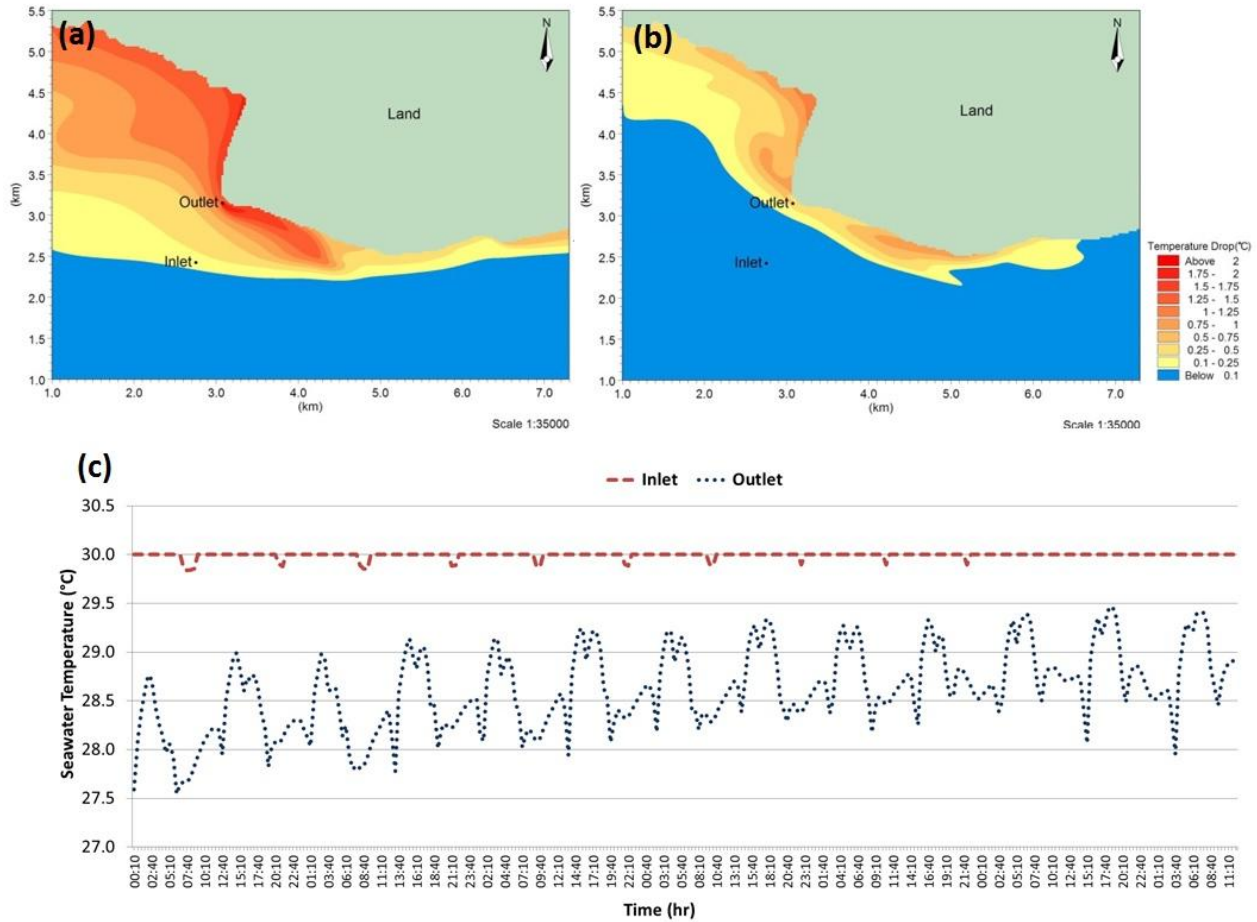 (a)
N
5.5
5.0
4.5
4.0
3.5
3.0
2.5
2.0
1.5
1.0
(km)
Land
Outlet
Inlet
1.0 2.0 3.0 4.0 5.0 6.0 7.0
(km)
Scale 1:35000
(b)
N
5.5
5.0
4.5
4.0
3.5
3.0
2.5
2.0
1.5
1.0
(km)
Land
Outlet
Inlet
1.0 2.0 3.0 4.0 5.0 6.0 7.0
(km)
Scale 1:35000
Temperature Drop(°C)
Above 2
1.75 - 2
1.5 - 1.75
1.25 - 1.5
1 - 1.25
0.75 - 1
0.5 - 0.75
0.25 - 0.5
0.1 - 0.25
Below 0.1
(c)
Inlet Outlet
30.5
30.0
29.5
29.0
28.5
28.0
27.5
27.0
Seawater Temperature (°C)
00:10 02:40 05:10 07:40 10:10 12:40 15:10 17:40 20:10 22:40 01:10 03:40 06:10 08:40 11:10 13:40 16:10 18:40 21:10 23:40 02:10 04:40 07:10 09:40 12:10 14:40 17:10 19:40 22:10 00:40 03:10 05:40 08:10 10:40 13:10 15:40 18:10 20:40 23:10 01:40 04:10 06:40 09:10 11:40 14:10 16:40 19:10 21:40 00:10 02:40 05:10 07:40 10:10 12:40 15:10 17:40 20:10 22:40 01:10 03:40 06:10 08:40 11:10
Time (hr)